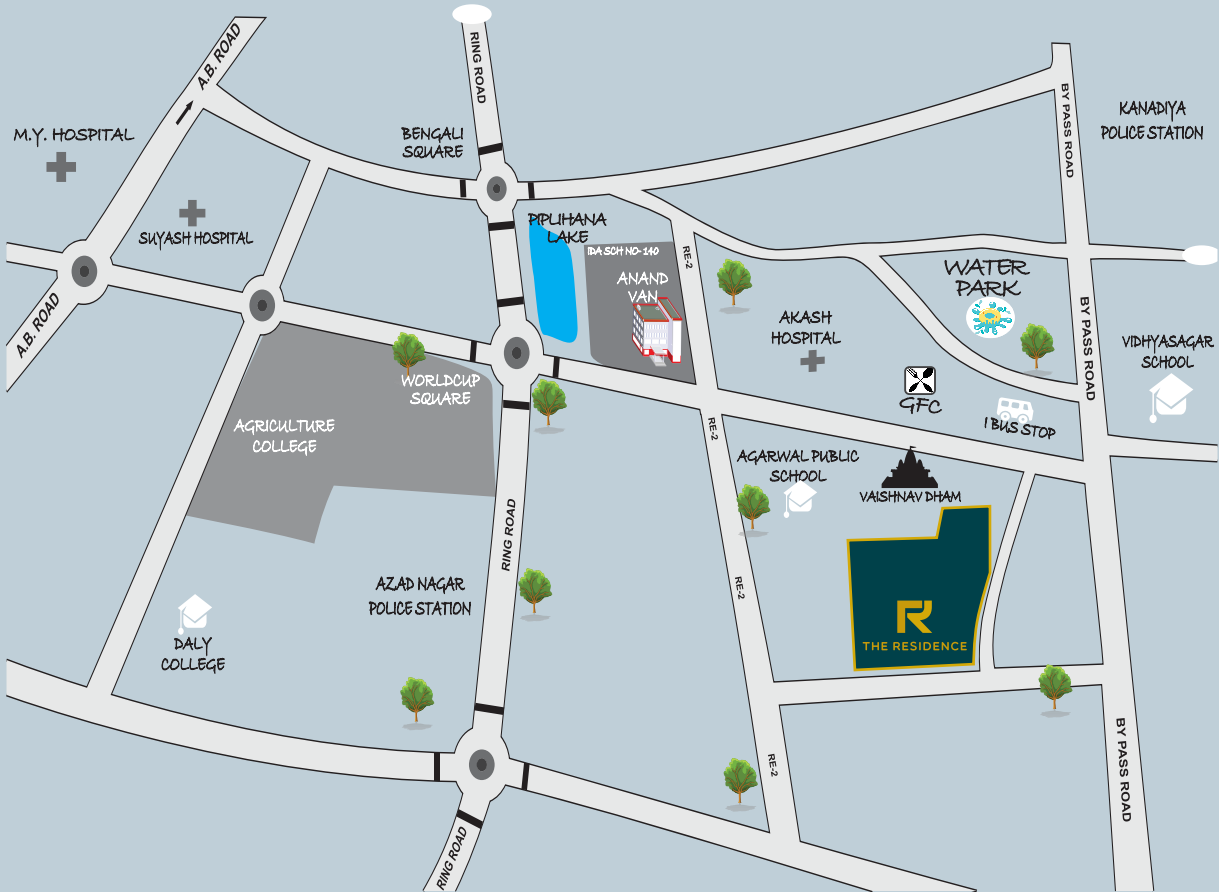 A.B. ROAD
RING ROAD
BY PASS ROAD
KANADIYA
POLICE STATION
M.Y. HOSPITAL
BENGALI
SQUARE
SUYASH HOSPITAL
PIPLIHANA
LAKE
IDA SCH NO- 140
RE-2
ANAND
VAN
WATER
PARK
A.B. ROAD
AKASH
HOSPITAL
BY PASS ROAD
VIDHYASAGAR
SCHOOL
WORLDCUP
SQUARE
GFC
I BUS STOP
AGRICULTURE
COLLEGE
RE-2
AGARWAL PUBLIC
SCHOOL
VAISHNAV DHAM
RING ROAD
AZAD NAGAR
POLICE STATION
RE-2
R
THE RESIDENCE
DALY
COLLEGE
RE-2
BY PASS ROAD
RING ROAD